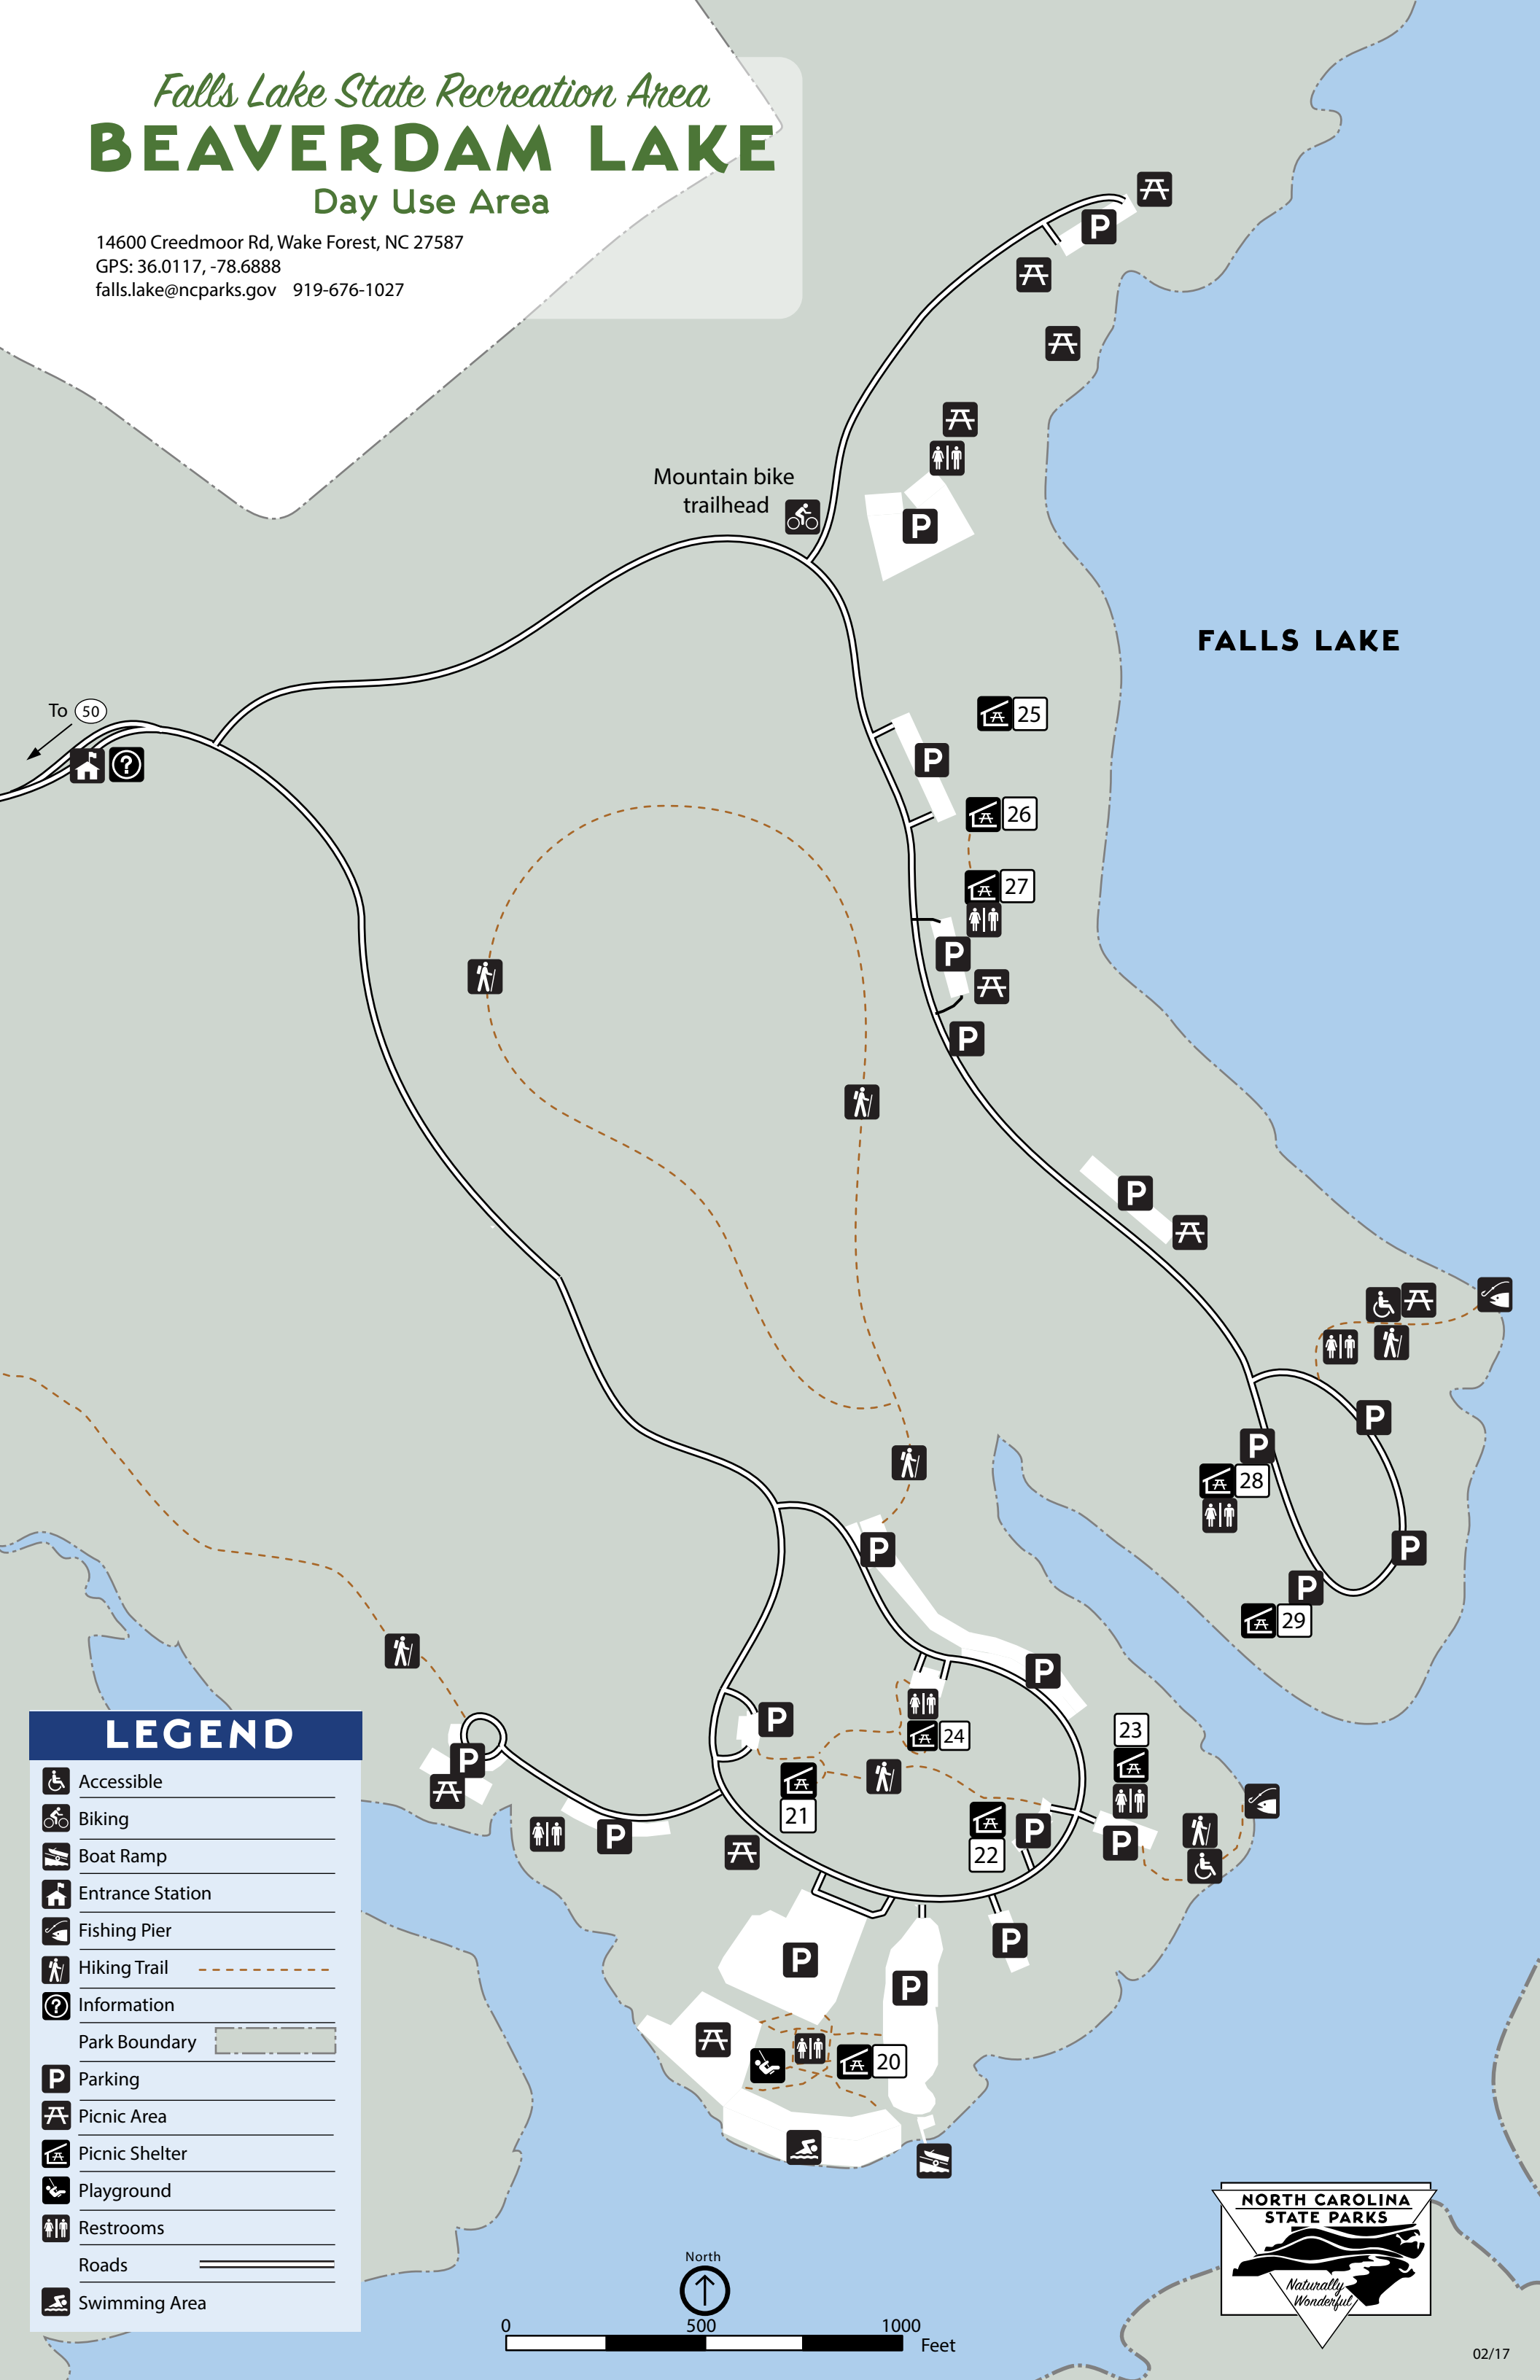 Falls Lake State Recreation Area
BEAVERDAM LAKE
Day Use Area
14600 Creedmoor Rd, Wake Forest, NC 27587
GPS: 36.0117, -78.6888
falls.lake@ncparks.gov 919-676-1027
P
Mountain bike
trailhead
P
FALLS LAKE
To 50
?
25
P
26
27
P
P
P
P
P
28
P
P
29
P
P
P
23
24
21
22
P
P
P
P
P
P
P
20
LEGEND
Accessible
Biking
Boat Ramp
Entrance Station
Fishing Pier
Hiking Trail
? Information
Park Boundary
P Parking
Picnic Area
Picnic Shelter
Playground
Restrooms
Roads
Swimming Area
North
0 500 1000
Feet
NORTH CAROLINA
STATE PARKS
Naturally
Wonderful
02/17